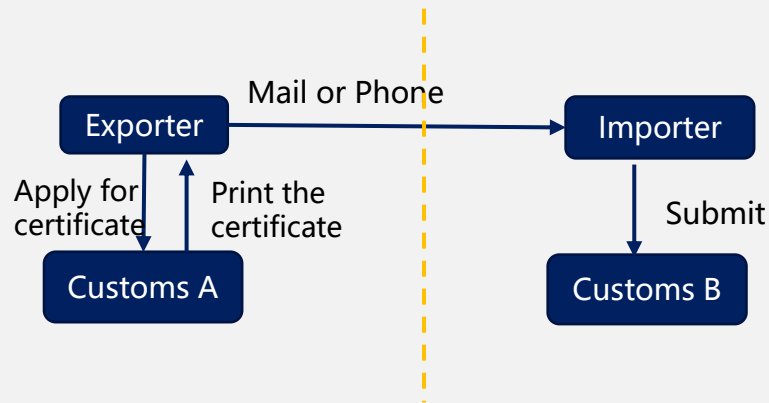 Mail or Phone
Exporter
Importer
Apply for
certificate
Print the
certificate
Submit
Customs A
Customs B